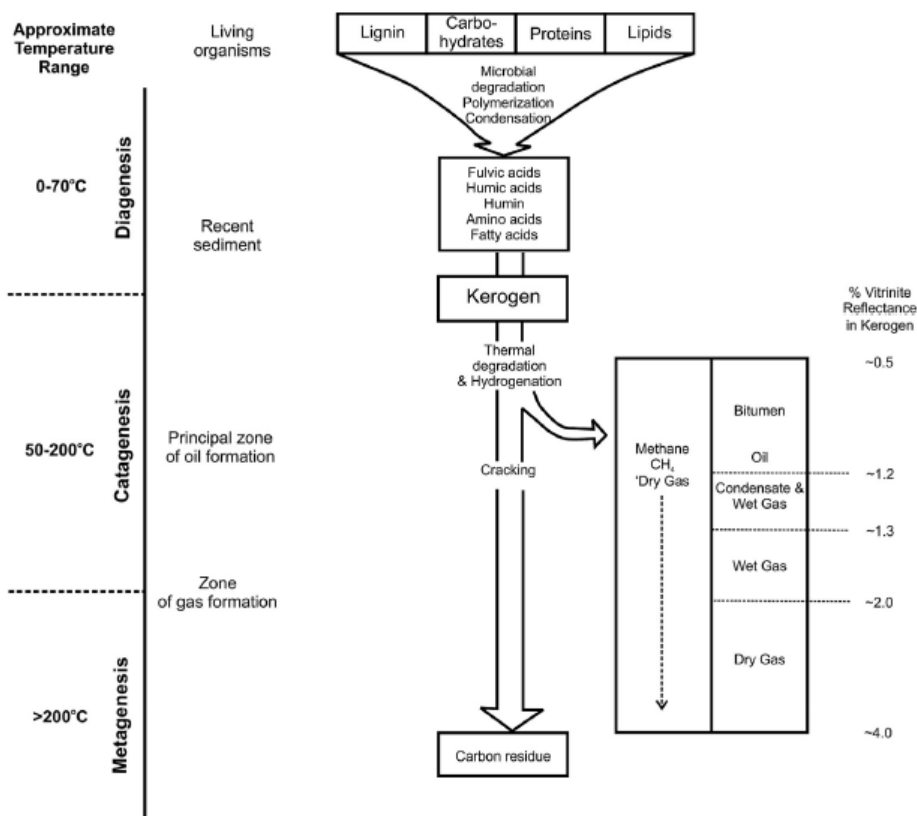 Approximate
Temperature
Range
Living
organisms
Lignin
Carbo-
hydrates
Proteins
Lipids
Microbial
degradation
Polymerization
Condensation
0-70°C
Diagenesis
Fulvic acids
Humic acids
Humin
Amino acids
Fatty acids
Recent
sediment
Kerogen
% Vitrinite
Reflectance
in Kerogen
Thermal
degradation
& Hydrogenation
~0.5
50-200°C
Catagenesis
Principal zone
of oil formation
Cracking
Methane
CH₄
'Dry Gas
Bitumen
Oil
~1.2
Condensate &
Wet Gas
~1.3
Wet Gas
Zone
of gas formation
~2.0
Dry Gas
>200°C
Metagenesis
~4.0
Carbon residue